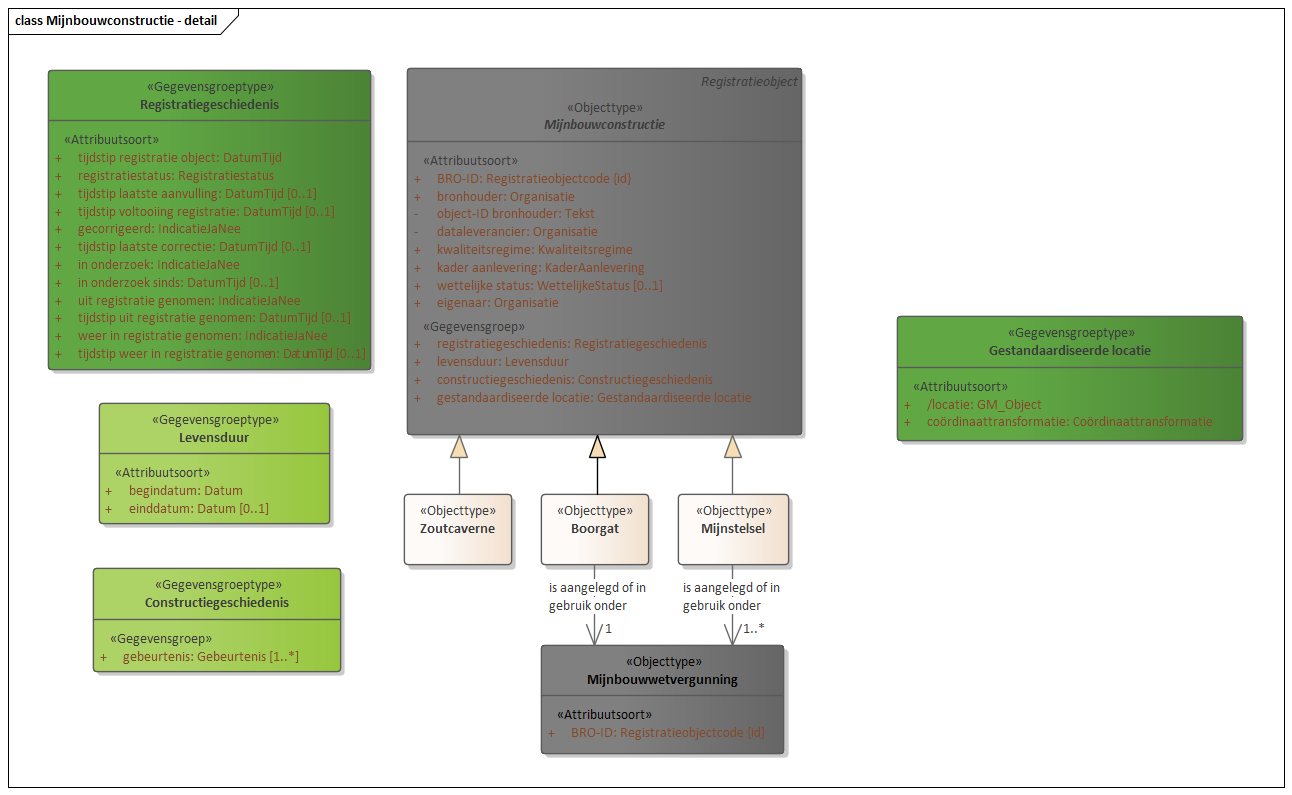 class Mijnbouwconstructie - detail
«Gegevensgroeptype»
Registratiegeschiedenis
«Attribuutsoort»
+ tijdstip registratie object: DatumTijd
+ registratiestatus: Registratiestatus
+ tijdstip laatste aanvulling: DatumTijd [0..1]
+ tijdstip voltooiing registratie: DatumTijd [0..1]
+ gecorrigeerd: IndicatieJaNee
+ tijdstip laatste correctie: DatumTijd [0..1]
+ in onderzoek: IndicatieJaNee
+ in onderzoek sinds: DatumTijd [0..1]
+ uit registratie genomen: IndicatieJaNee
+ tijdstip uit registratie genomen: DatumTijd [0..1]
+ weer in registratie genomen: IndicatieJaNee
+ tijdstip weer in registratie genomen: DatumTijd [0..1]
Registratieobject
«Objecttype»
Mijnbouwconstructie
«Attribuutsoort»
+ BRO-ID: Registratieobjectcode {id}
+ bronhouder: Organisatie
- object-ID bronhouder: Tekst
- dataleverancier: Organisatie
+ kwaliteitsregime: Kwaliteitsregime
+ kader aanlevering: KaderAanlevering
+ wettelijke status: WettelijkeStatus [0..1]
+ eigenaar: Organisatie
«Gegevensgroep»
+ registratiegeschiedenis: Registratiegeschiedenis
+ levensduur: Levensduur
+ constructiegeschiedenis: Constructiegeschiedenis
+ gestandaardiseerde locatie: Gestandaardiseerde locatie
«Gegevensgroeptype»
Gestandaardiseerde locatie
«Attribuutsoort»
+ /locatie: GM_Object
+ coördinaattransformatie: Coördinaattransformatie
«Gegevensgroeptype»
Levensduur
«Attribuutsoort»
+ begindatum: Datum
+ einddatum: Datum [0..1]
«Gegevensgroeptype»
Constructiegeschiedenis
«Gegevensgroep»
+ gebeurtenis: Gebeurtenis [1..*]
«Objecttype»
Zoutcaverne
«Objecttype»
Boorgat
«Objecttype»
Mijnstelsel
is aangelegd of in
gebruik onder
1
is aangelegd of in
gebruik onder
1..*
«Objecttype»
Mijnbouwwetvergunning
«Attribuutsoort»
+ BRO-ID: Registratieobjectcode {id}